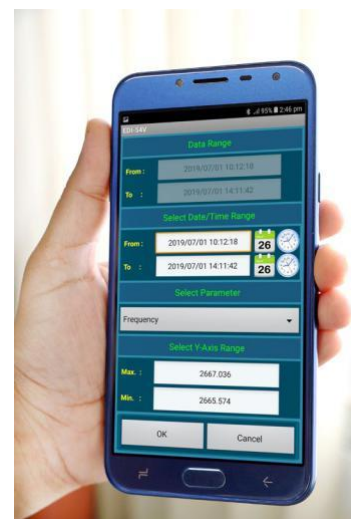 95% 2:46 pm
EDI-54V
Data Range
From : 2019/07/01 10:12:18
To : 2019/07/01 14:11:42
Select Date/Time Range
From : 2019/07/01 10:12:18 26
To : 2019/07/01 14:11:42 26
Select Parameter
Frequency
Select Y-Axis Range
Max. : 2667.036
Min. : 2665.574
OK Cancel